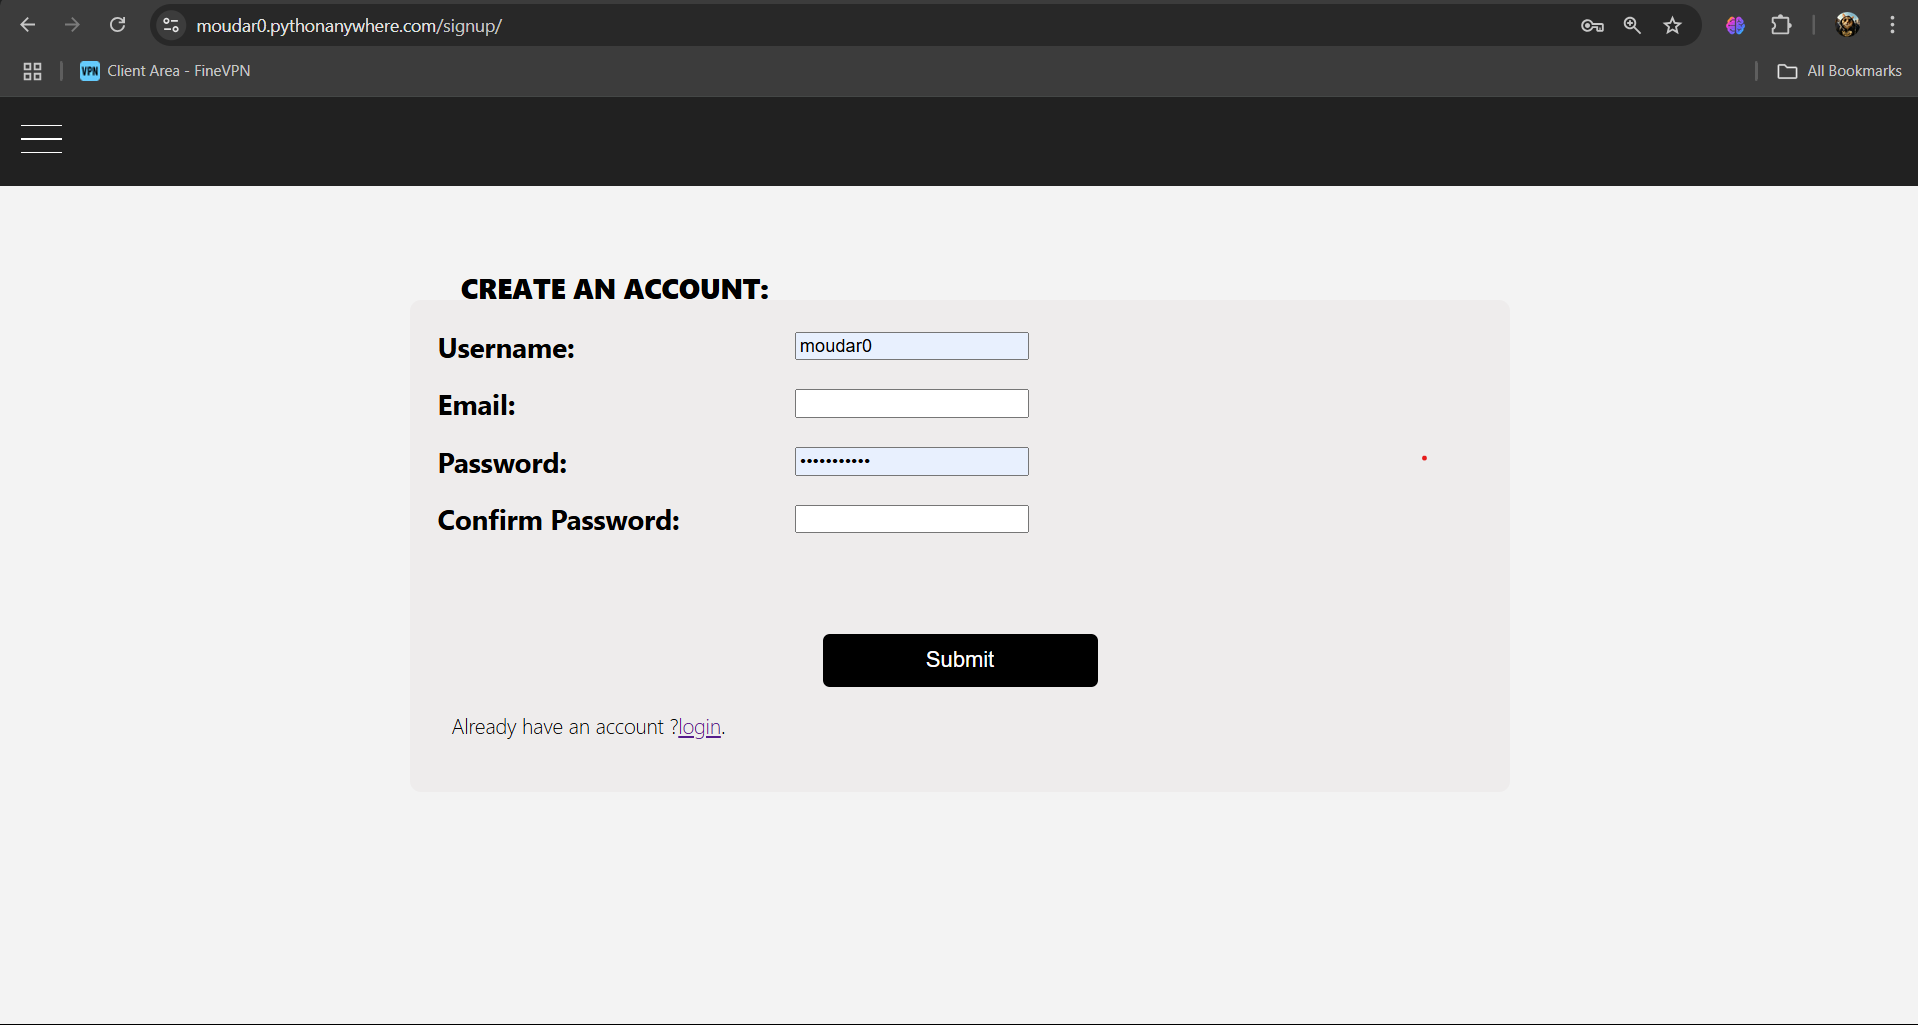 moudar0.pythonanywhere.com/signup/
VPN Client Area - FineVPN
All Bookmarks
CREATE AN ACCOUNT:
Username: moudar0
Email:
Password: •••••••••••
Confirm Password:
Submit
Already have an account ?login.